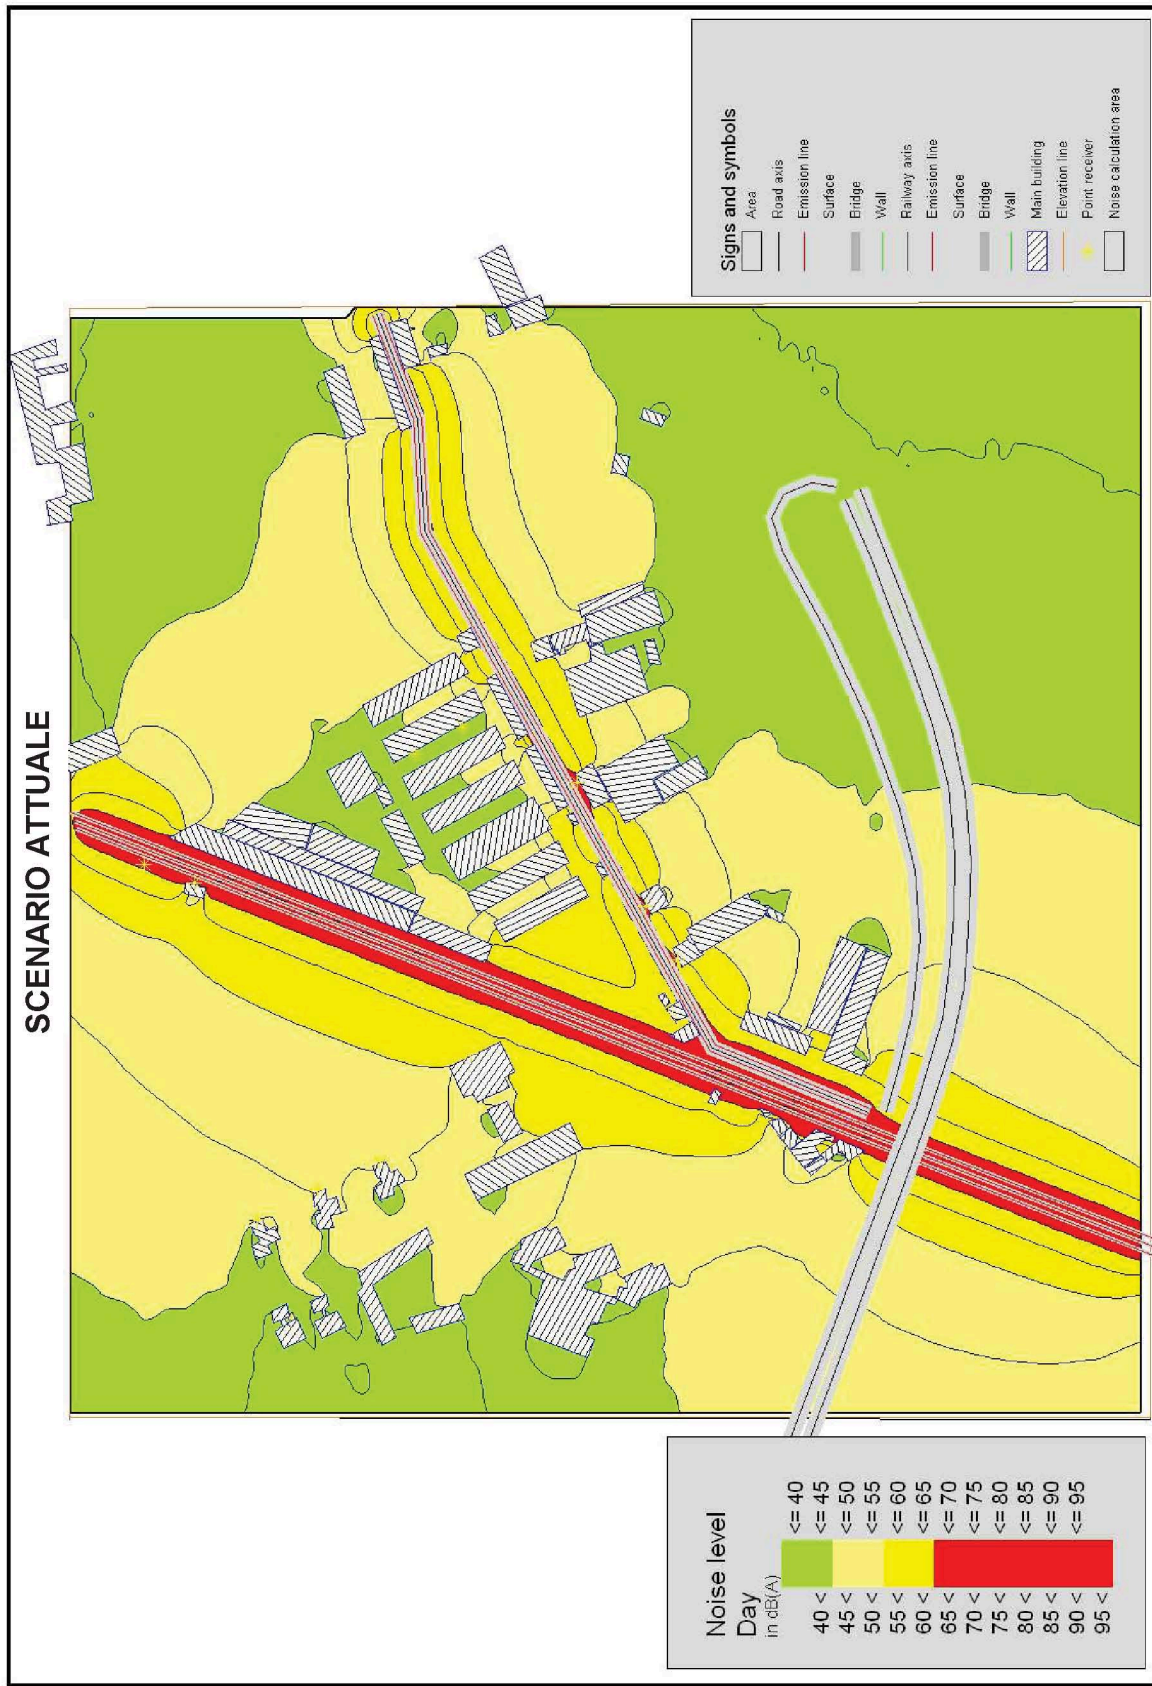 SCENARIO ATTUALE
Signs and symbols
Area
Road axis
Emission line
Surface
Bridge
Wall
Railway axis
Emission line
Surface
Bridge
Wall
Main building
Elevation line
Point receiver
Noise calculation area
Noise level
Day
in dB(A)
<= 40
40 < <= 45
45 < <= 50
50 < <= 55
55 < <= 60
60 < <= 65
65 < <= 70
70 < <= 75
75 < <= 80
80 < <= 85
85 < <= 90
90 < <= 95
95 <